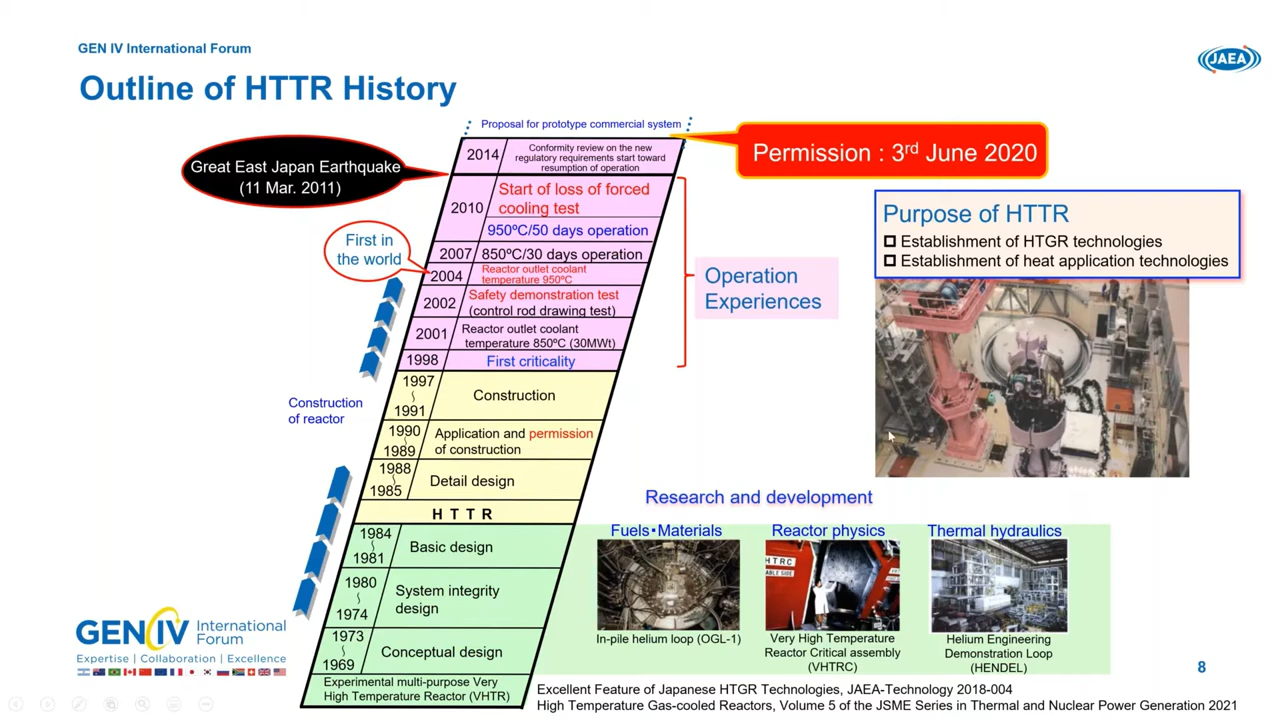 GEN IV International Forum
JAEA
Outline of HTTR History
Proposal for prototype commercial system
Permission : 3rd June 2020
Great East Japan Earthquake
(11 Mar. 2011)
2014
Conformity review on the new
regulatory requirements start toward
resumption of operation
2010
Start of loss of forced
cooling test
950ºC/50 days operation
First in
the world
2007
850ºC/30 days operation
2004
Reactor outlet coolant
temperature 950ºC
2002
Safety demonstration test
(control rod drawing test)
2001
Reactor outlet coolant
temperature 850ºC (30MWt)
1998
First criticality
Operation
Experiences
Purpose of HTTR
Establishment of HTGR technologies
Establishment of heat application technologies
Construction
of reactor
1997
~
1991
Construction
1990
~
1989
Application and permission
of construction
1988
~
1985
Detail design
H T T R
1984
~
1981
Basic design
1980
~
1974
System integrity
design
1973
~
1969
Conceptual design
Experimental multi-purpose Very
High Temperature Reactor (VHTR)
Research and development
Fuels・Materials
In-pile helium loop (OGL-1)
Reactor physics
HTRC
ABLE SIDE
Very High Temperature
Reactor Critical assembly
(VHTRC)
Thermal hydraulics
Helium Engineering
Demonstration Loop
(HENDEL)
GEN IV International
Forum
Expertise | Collaboration | Excellence
8
Excellent Feature of Japanese HTGR Technologies, JAEA-Technology 2018-004
High Temperature Gas-cooled Reactors, Volume 5 of the JSME Series in Thermal and Nuclear Power Generation 2021